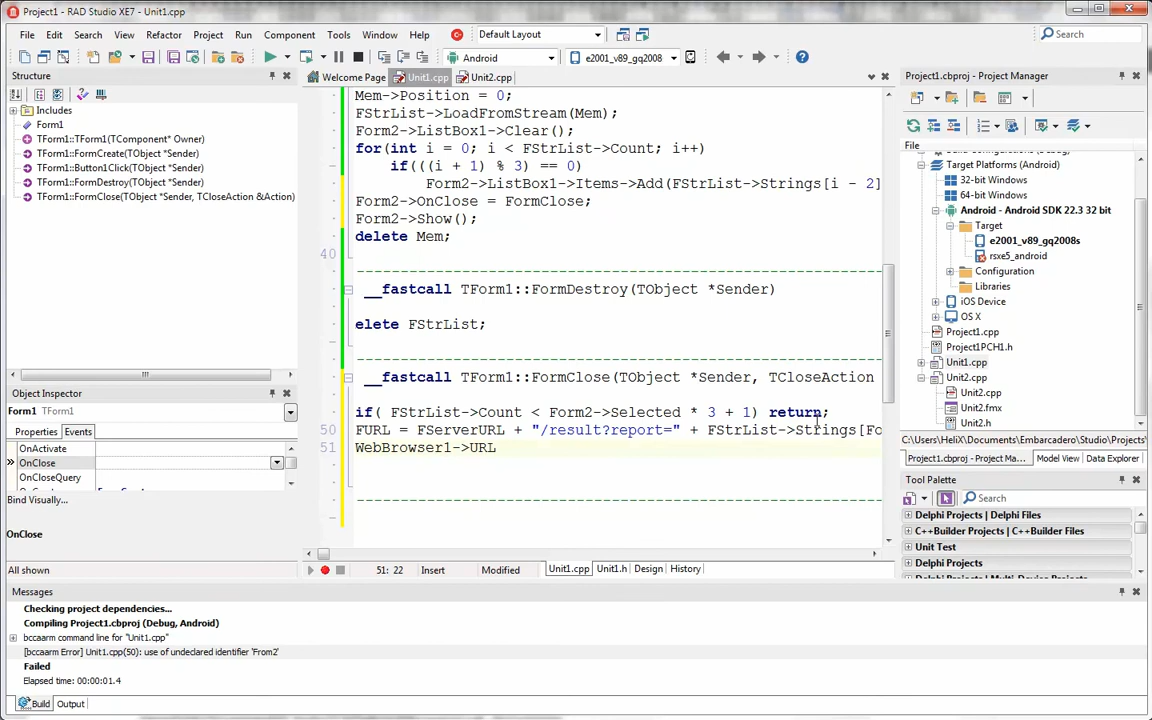 Project1 - RAD Studio XE7 - Unit1.cpp
File Edit Search View Refactor Project Run Component Tools Window Help
Default Layout
Search
Android
e2001_v89_gq2008
Structure
Includes
Form1
TForm1::TForm1(TComponent* Owner)
TForm1::FormCreate(TObject *Sender)
TForm1::Button1Click(TObject *Sender)
TForm1::FormDestroy(TObject *Sender)
TForm1::FormClose(TObject *Sender, TCloseAction &Action)
Object Inspector
Form1 TForm1
Properties Events
OnActivate
OnClose
OnCloseQuery
Bind Visually...
OnClose
All shown
Welcome Page Unit1.cpp Unit2.cpp
Mem->Position = 0;
FStrList->LoadFromStream(Mem);
Form2->ListBox1->Clear();
for(int i = 0; i < FStrList->Count; i++)
if(((i + 1) % 3) == 0)
Form2->ListBox1->Items->Add(FStrList->Strings[i - 2]
Form2->OnClose = FormClose;
Form2->Show();
delete Mem;
40
__fastcall TForm1::FormDestroy(TObject *Sender)
elete FStrList;
__fastcall TForm1::FormClose(TObject *Sender, TCloseAction
if( FStrList->Count < Form2->Selected * 3 + 1) return;
50 FURL = FServerURL + "/result?report=" + FStrList->Strings[Fo
51 WebBrowser1->URL
51: 22 Insert Modified Unit1.cpp Unit1.h Design History
Project1.cbproj - Project Manager
File
Target Platforms (Android)
32-bit Windows
64-bit Windows
Android - Android SDK 22.3 32 bit
Target
e2001_v89_gq2008s
rsxe5_android
Configuration
Libraries
iOS Device
OS X
Project1.cpp
Project1PCH1.h
Unit1.cpp
Unit2.cpp
Unit2.cpp
Unit2.fmx
Unit2.h
C:\Users\HeliX\Documents\Embarcadero\Studio\Projects\
Project1.cbproj - Project Ma... Model View Data Explorer
Tool Palette
Search
Delphi Projects | Delphi Files
C++Builder Projects | C++Builder Files
Unit Test
Delphi Projects
Messages
Checking project dependencies...
Compiling Project1.cbproj (Debug, Android)
bccaarm command line for "Unit1.cpp"
[bccaarm Error] Unit1.cpp(50): use of undeclared identifier 'From2'
Failed
Elapsed time: 00:00:01.4
Build Output